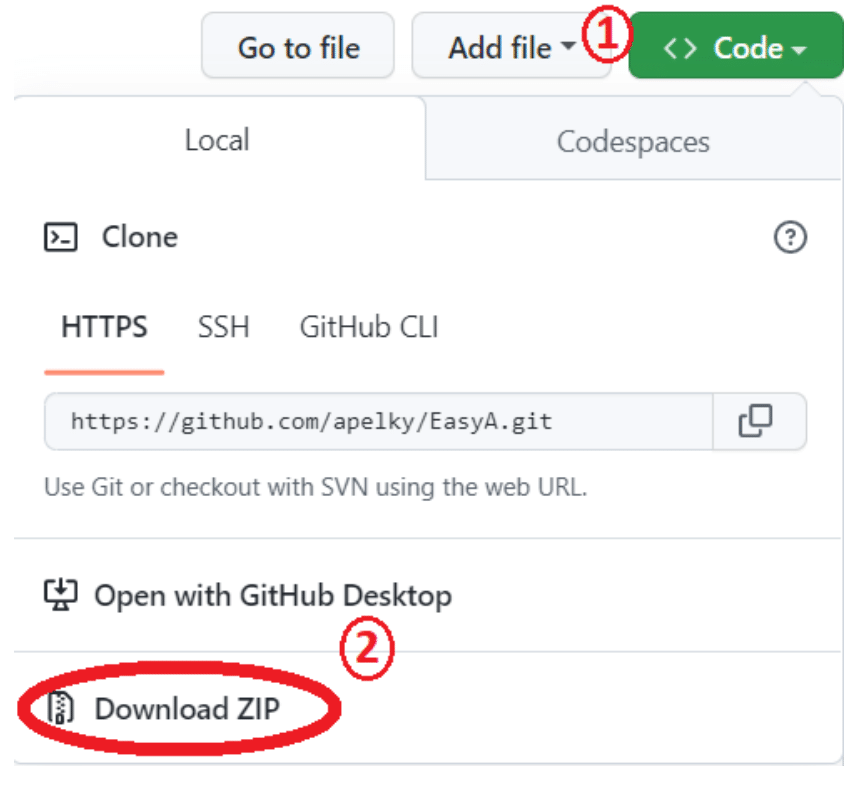 Go to file Add file 1 <> Code
Local Codespaces
Clone
HTTPS SSH GitHub CLI
https://github.com/apelky/EasyA.git
Use Git or checkout with SVN using the web URL.
Open with GitHub Desktop
2
Download ZIP